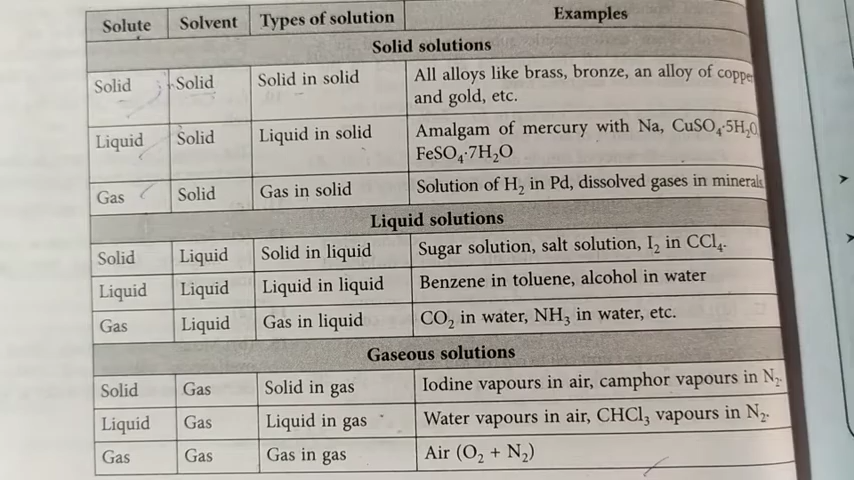 Solute Solvent Types of solution Examples
Solid solutions
Solid Solid Solid in solid All alloys like brass, bronze, an alloy of copper
and gold, etc.
Liquid Solid Liquid in solid Amalgam of mercury with Na, CuSO₄·5H₂O,
FeSO₄·7H₂O
Gas Solid Gas in solid Solution of H₂ in Pd, dissolved gases in minerals
Liquid solutions
Solid Liquid Solid in liquid Sugar solution, salt solution, I₂ in CCl₄.
Liquid Liquid Liquid in liquid Benzene in toluene, alcohol in water
Gas Liquid Gas in liquid CO₂ in water, NH₃ in water, etc.
Gaseous solutions
Solid Gas Solid in gas Iodine vapours in air, camphor vapours in N₂.
Liquid Gas Liquid in gas Water vapours in air, CHCl₃ vapours in N₂.
Gas Gas Gas in gas Air (O₂ + N₂)